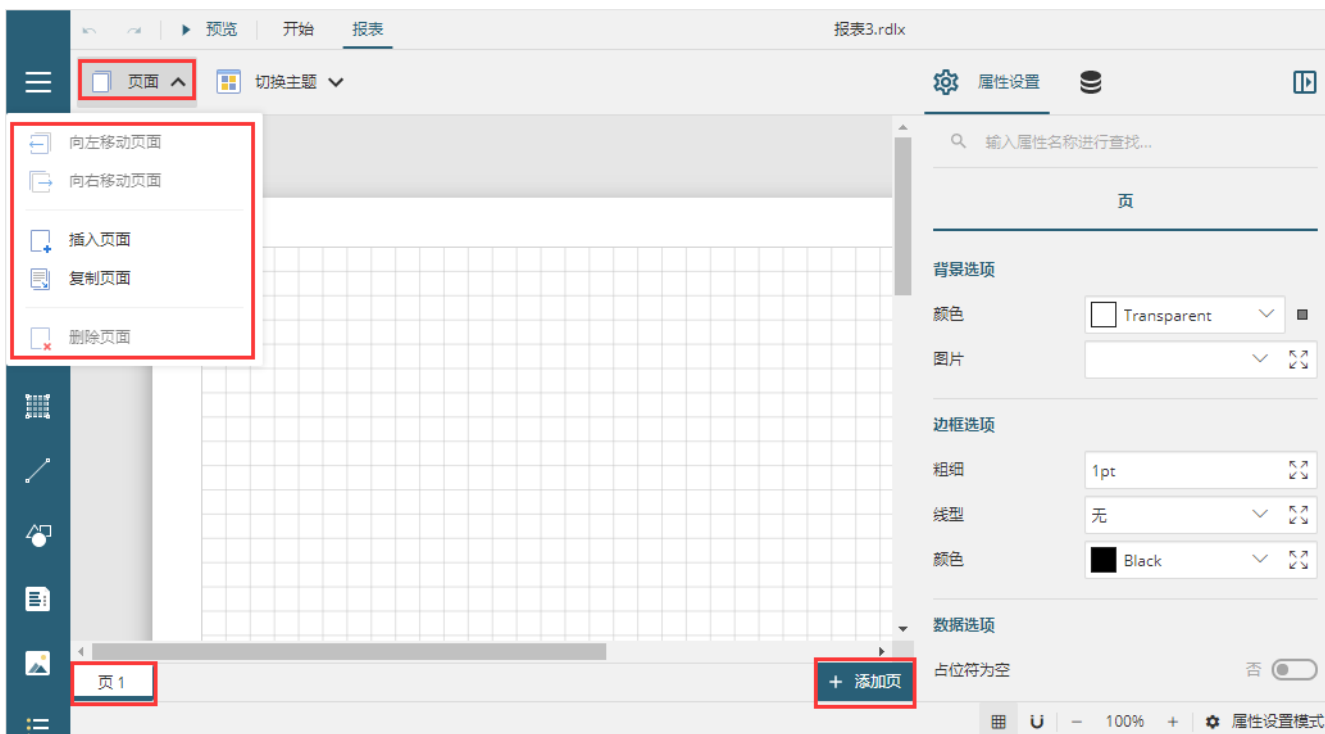 预览 开始 报表 报表3.rdlx
页面 切换主题 属性设置
向左移动页面
向右移动页面
插入页面
复制页面
删除页面
输入属性名称进行查找...
页
背景选项
颜色 Transparent
图片
边框选项
粗细 1pt
线型 无
颜色 Black
数据选项
占位符为空 否
页 1 + 添加页
- 100% + 属性设置模式